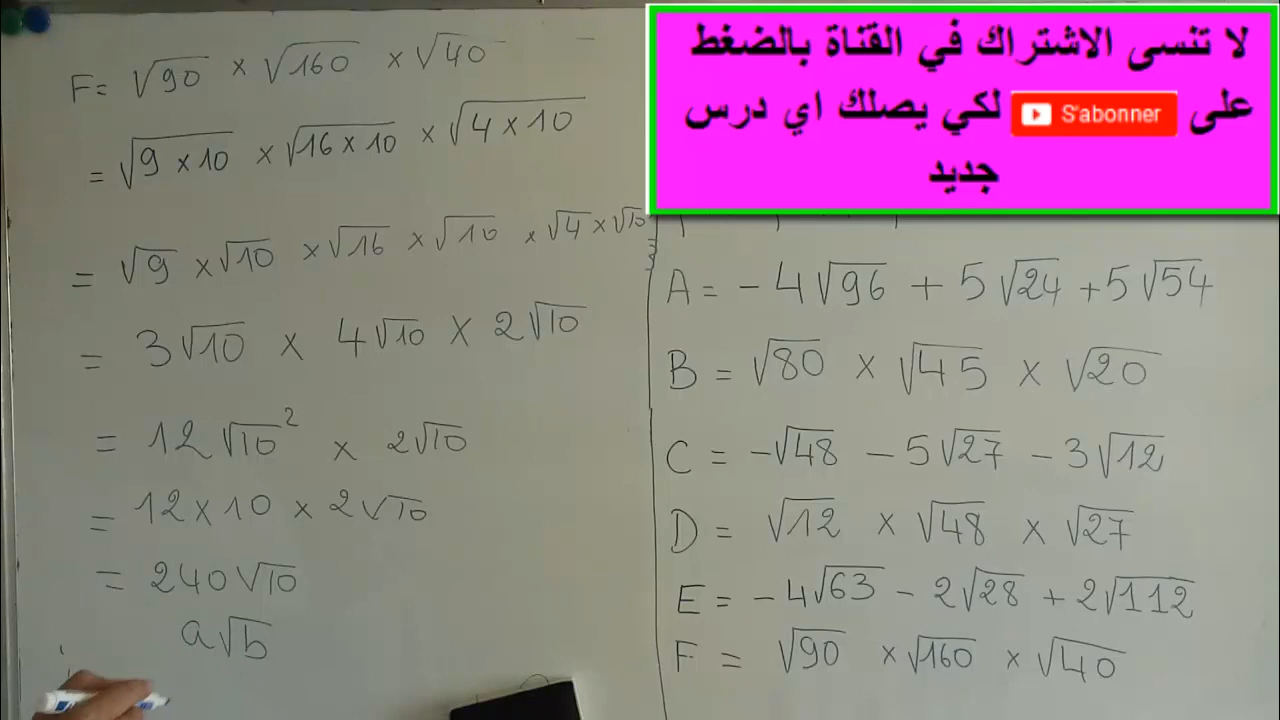 F = √90 × √160 × √40
= √9 × 10 × √16 × 10 × √4 × 10
= √9 × √10 × √16 × √10 × √4 × √10
= 3√10 × 4√10 × 2√10
= 12√10² × 2√10
= 12 × 10 × 2√10
= 240√10
a√b
لا تنسى الاشتراك في القناة بالضغط
على S'abonner لكي يصلك اي درس
جديد
A = - 4√96 + 5√24 + 5√54
B = √80 × √45 × √20
C = -√48 - 5√27 - 3√12
D = √12 × √48 × √27
E = - 4√63 - 2√28 + 2√112
F = √90 × √160 × √40